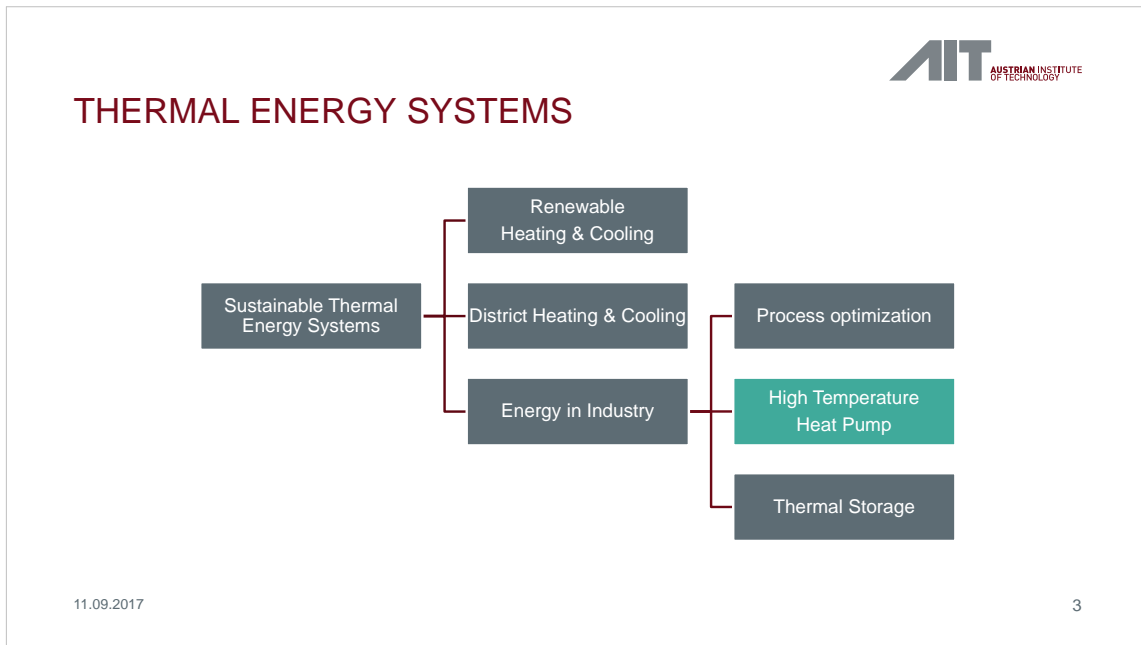 AIT
AUSTRIAN INSTITUTE
OF TECHNOLOGY
THERMAL ENERGY SYSTEMS
Renewable
Heating & Cooling
Sustainable Thermal
Energy Systems
District Heating & Cooling
Process optimization
Energy in Industry
High Temperature
Heat Pump
Thermal Storage
11.09.2017
3